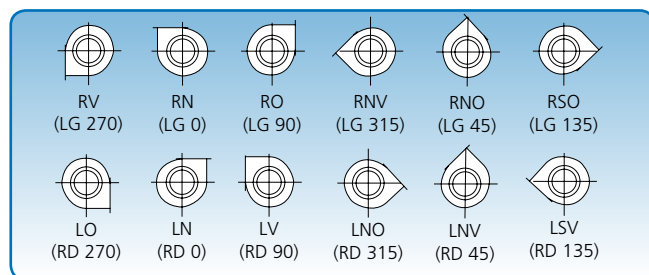 RV RN RO RNV RNO RSO
(LG 270) (LG 0) (LG 90) (LG 315) (LG 45) (LG 135)
LO LN LV LNO LNV LSV
(RD 270) (RD 0) (RD 90) (RD 315) (RD 45) (RD 135)